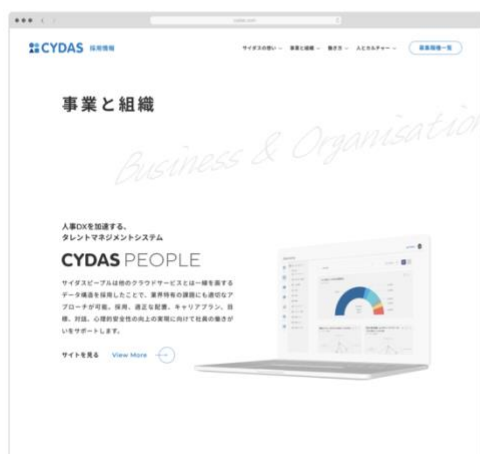 CYDAS 採用情報
サイダスの想い
事業と組織
働き方
人とカルチャー
募集職種一覧
事業と組織
Business & Organisation
人事DXを加速する、
タレントマネジメントシステム
CYDAS PEOPLE
サイダスピープルは他のクラウドサービスとは一線を画する
データ構造を採用したことで、業界特有の課題にも適切なア
プローチが可能。採用、適正な配置、キャリアプラン、目
標、対話、心理的安全性の向上の実現に向けて社員の働きが
いをサポートします。
サイトを見る View More